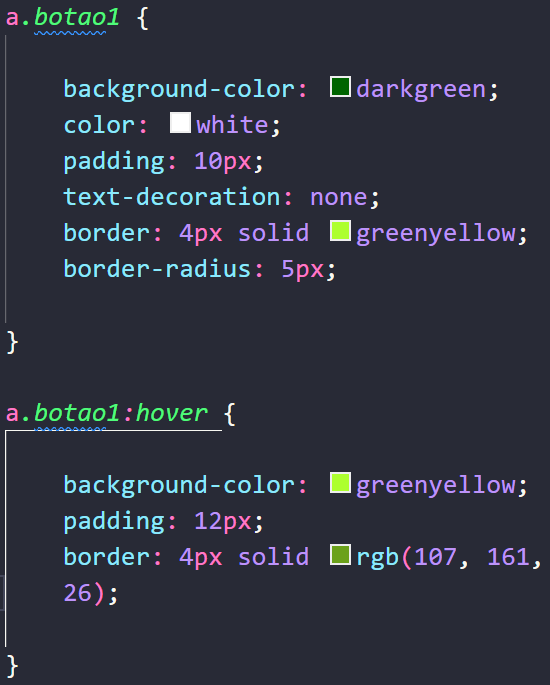 a.botao1 {
background-color: darkgreen;
color: white;
padding: 10px;
text-decoration: none;
border: 4px solid greenyellow;
border-radius: 5px;
}
a.botao1:hover {
background-color: greenyellow;
padding: 12px;
border: 4px solid rgb(107, 161,
26);
}